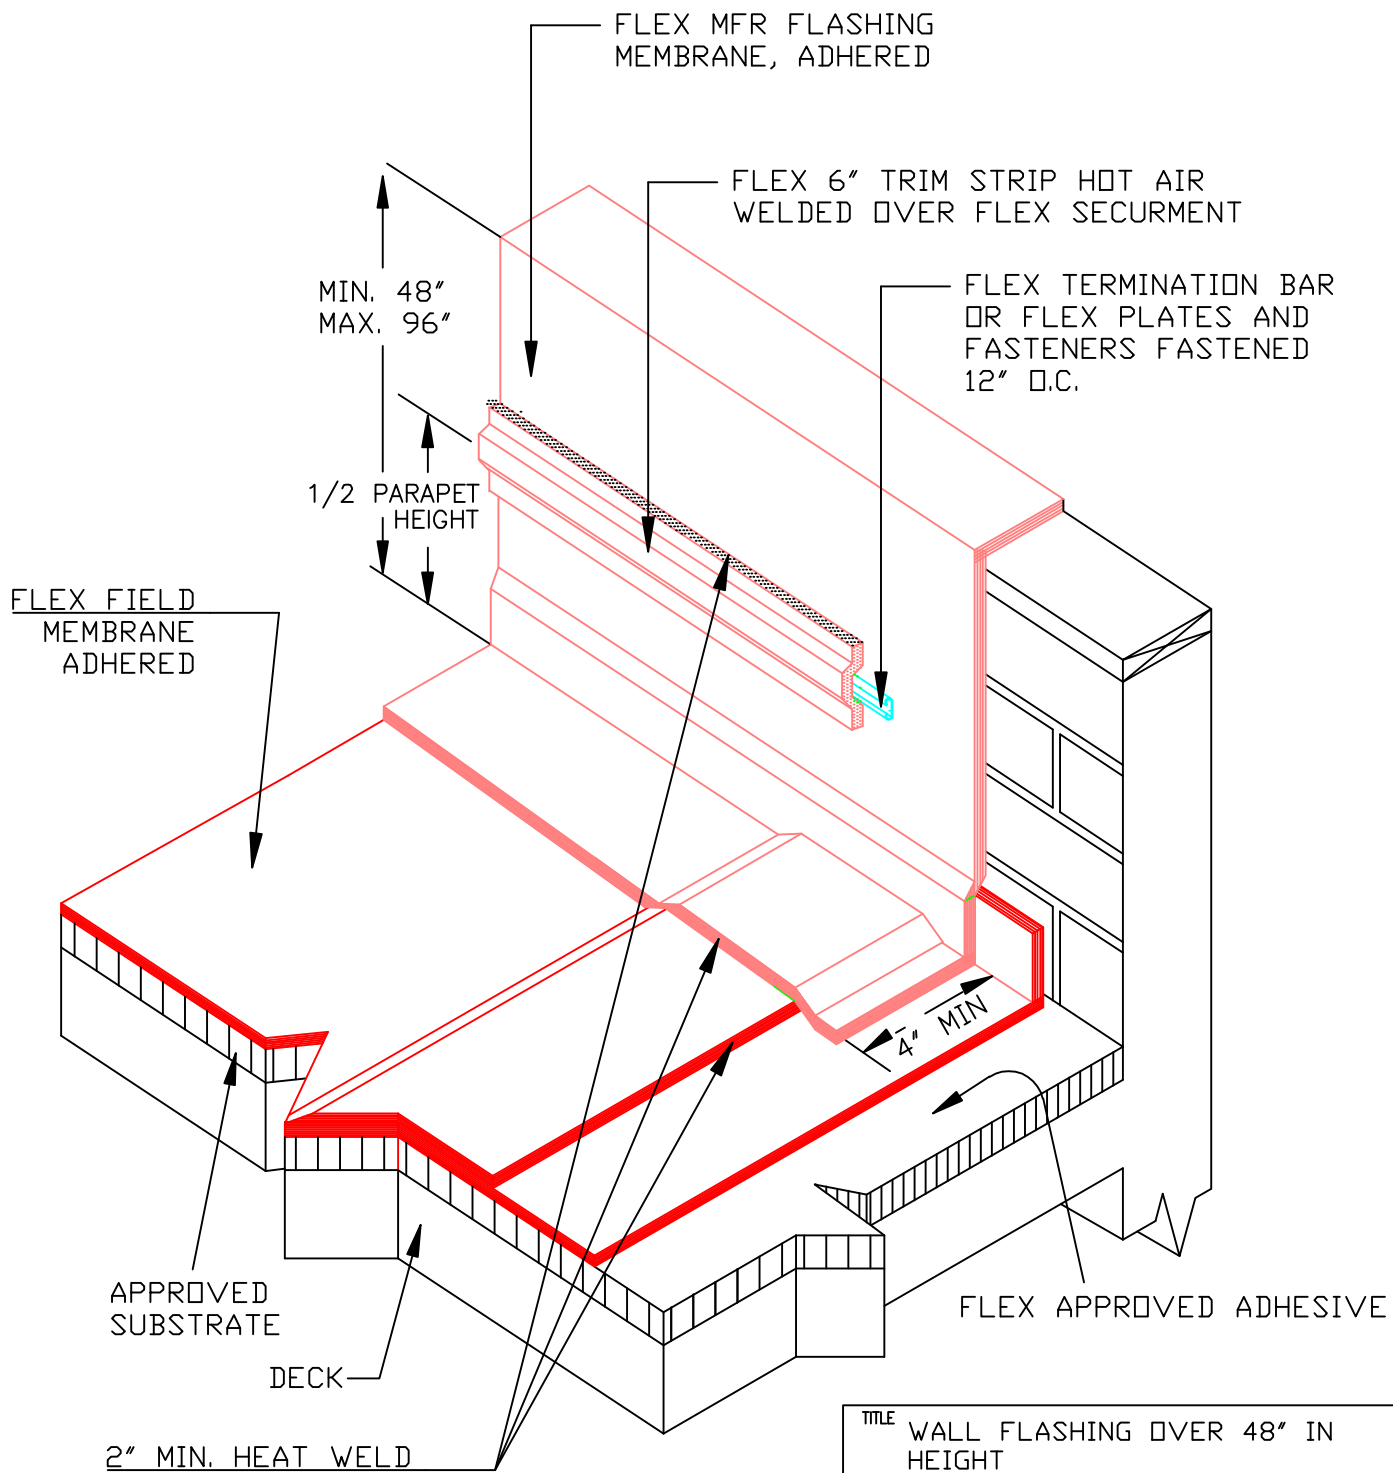 FLEX MFR FLASHING
MEMBRANE, ADHERED
FLEX 6" TRIM STRIP HOT AIR
WELDED OVER FLEX SECURMENT
FLEX TERMINATION BAR
OR FLEX PLATES AND
FASTENERS FASTENED
12" O.C.
MIN. 48"
MAX. 96"
1/2 PARAPET
HEIGHT
FLEX FIELD
MEMBRANE
ADHERED
4" MIN
APPROVED
SUBSTRATE
FLEX APPROVED ADHESIVE
DECK
2" MIN. HEAT WELD
TITLE
WALL FLASHING OVER 48" IN
HEIGHT